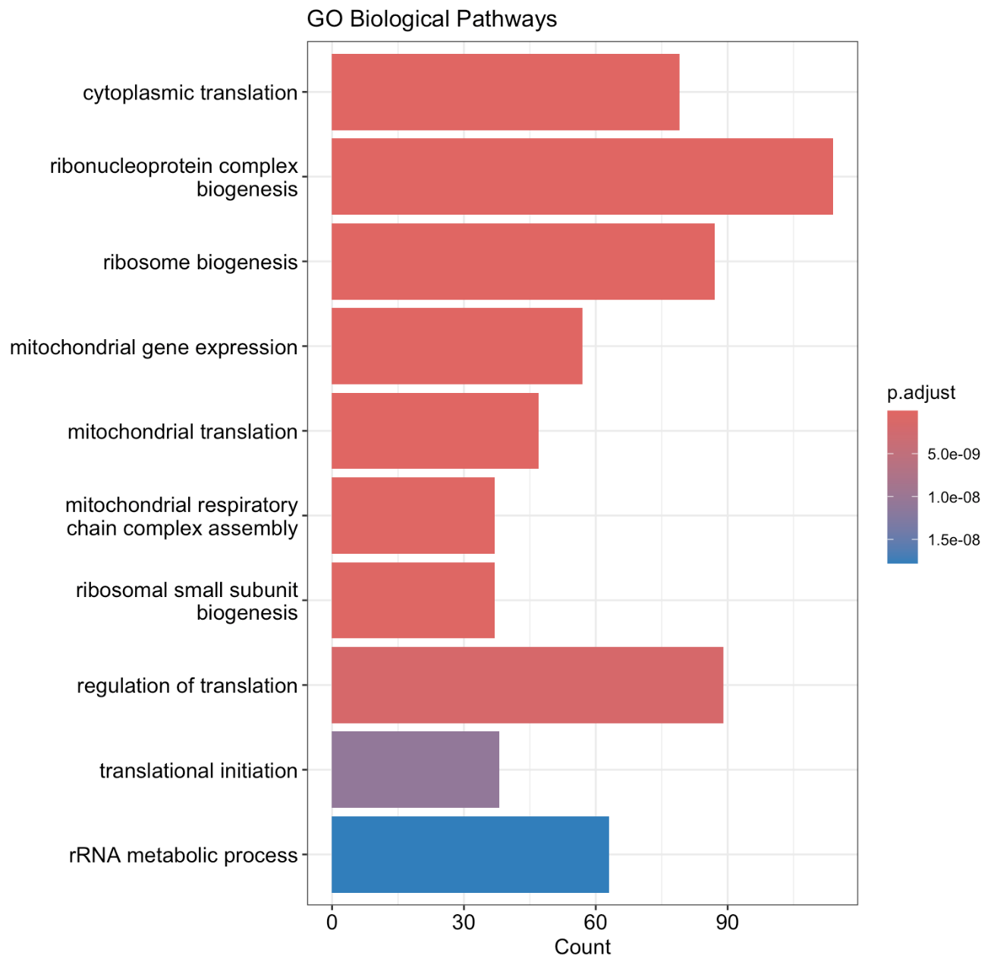 GO Biological Pathways
cytoplasmic translation
ribonucleoprotein complex
biogenesis
ribosome biogenesis
mitochondrial gene expression
mitochondrial translation
mitochondrial respiratory
chain complex assembly
ribosomal small subunit
biogenesis
regulation of translation
translational initiation
rRNA metabolic process
0 30 60 90
Count
p.adjust
5.0e-09
1.0e-08
1.5e-08